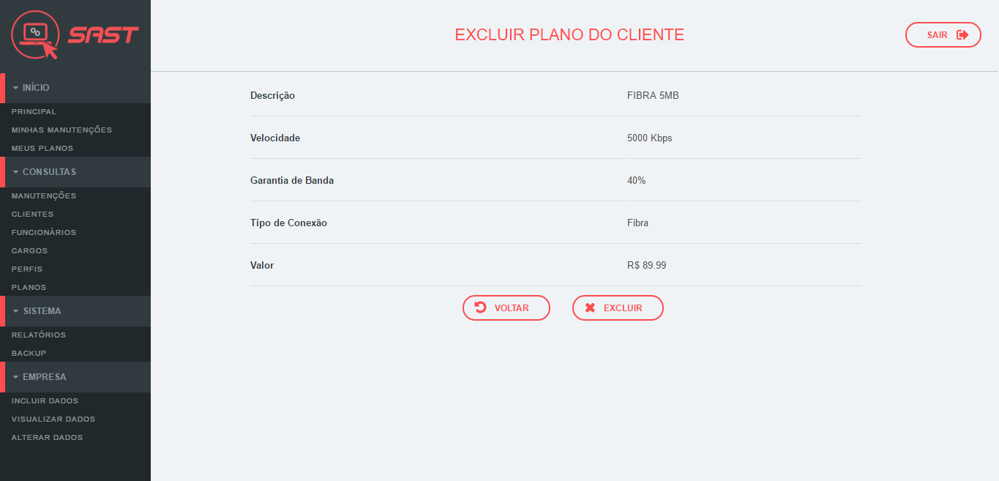 SAST
EXCLUIR PLANO DO CLIENTE
SAIR
INÍCIO
PRINCIPAL
MINHAS MANUTENÇÕES
MEUS PLANOS
CONSULTAS
MANUTENÇÕES
CLIENTES
FUNCIONÁRIOS
CARGOS
PERFIS
PLANOS
SISTEMA
RELATÓRIOS
BACKUP
EMPRESA
INCLUIR DADOS
VISUALIZAR DADOS
ALTERAR DADOS
Descrição FIBRA 5MB
Velocidade 5000 Kbps
Garantia de Banda 40%
Tipo de Conexão Fibra
Valor R$ 89.99
VOLTAR EXCLUIR